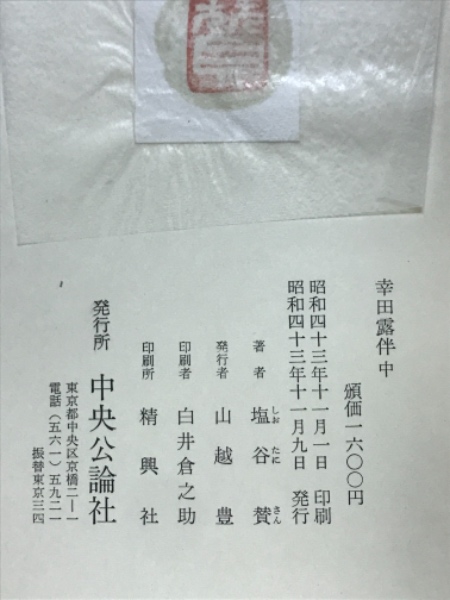 幸田露伴 中
頒価一六〇〇円
昭和四十三年十一月一日 印刷
昭和四十三年十一月九日 発行
著者 塩谷賛
しお たに さん
発行者 山越豊
印刷者 白井倉之助
印刷所 精興社
発行所 中央公論社
東京都中央区京橋二ー一
電話(五六一)五九二一
振替東京三四